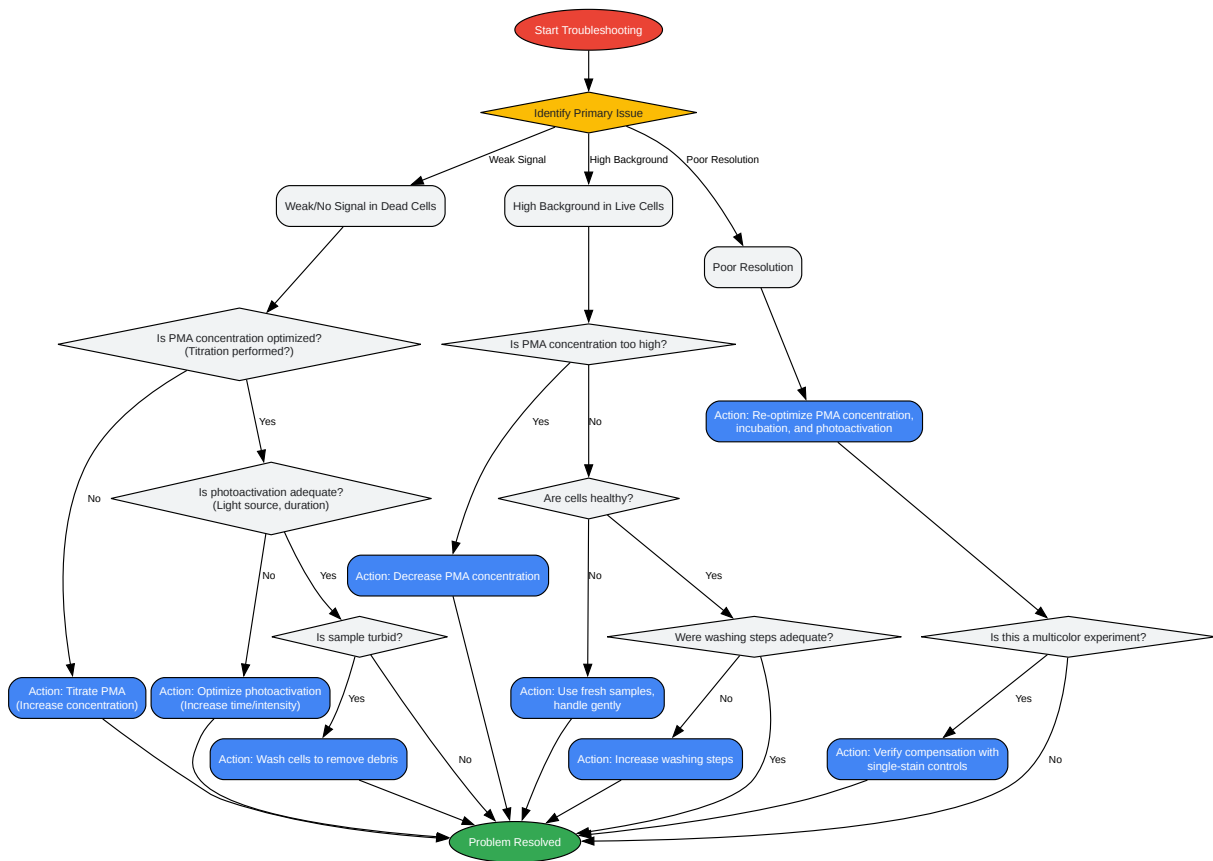 Start Troubleshooting
Identify Primary Issue
Weak Signal
High Background
Poor Resolution
Weak/No Signal in Dead Cells
High Background in Live Cells
Poor Resolution
Is PMA concentration optimized?
(Titration performed?)
Is PMA concentration too high?
Action: Re-optimize PMA concentration,
incubation, and photoactivation
Yes
Yes
No
No
Is photoactivation adequate?
(Light source, duration)
Are cells healthy?
Action: Decrease PMA concentration
No
Yes
No
Yes
Is sample turbid?
Were washing steps adequate?
Is this a multicolor experiment?
Action: Titrate PMA
(Increase concentration)
Action: Optimize photoactivation
(Increase time/intensity)
Yes
Action: Use fresh samples,
handle gently
No
Yes
Action: Wash cells to remove debris
No
Action: Increase washing steps
Yes
Action: Verify compensation with
single-stain controls
No
Problem Resolved